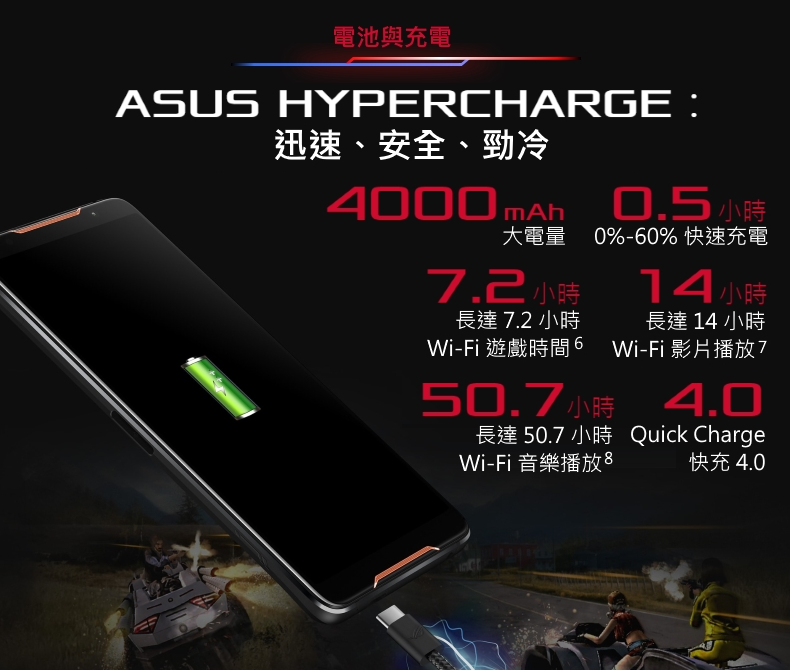 電池與充電
ASUS HYPERCHARGE：
迅速、安全、勁冷
4000 mAh
大電量
0.5 小時
0%-60% 快速充電
7.2 小時
長達 7.2 小時
Wi-Fi 遊戲時間6
14 小時
長達 14 小時
Wi-Fi 影片播放7
50.7 小時
長達 50.7 小時
Wi-Fi 音樂播放8
4.0
Quick Charge
快充 4.0